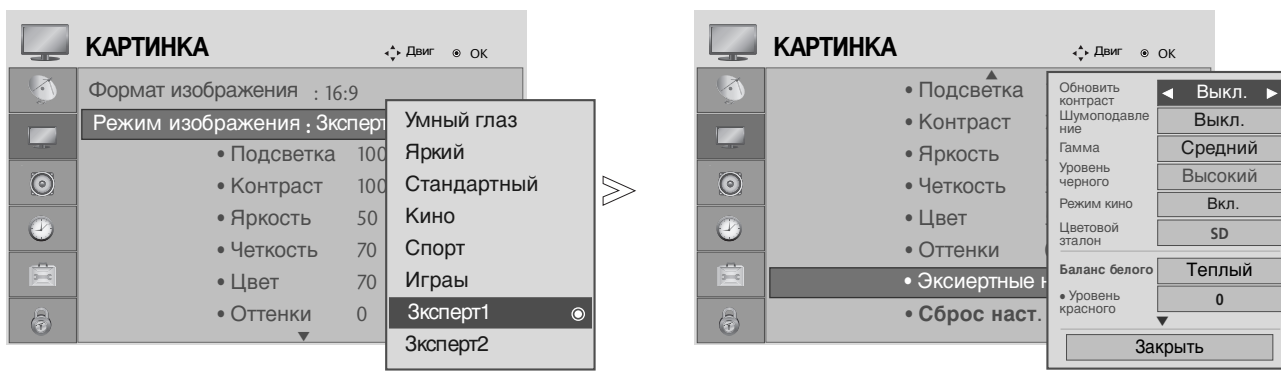 КАРТИНКА
Двиг ОК
Формат изображения : 16:9
Режим изображения : Зксперт
• Подсветка 100
• Контраст 100
• Яркость 50
• Четкость 70
• Цвет 70
• Оттенки 0
Умный глаз
Яркий
Стандартный
Кино
Спорт
Играы
Зксперт1
Зксперт2
КАРТИНКА
Двиг ОК
• Подсветка
• Контраст
• Яркость
• Четкость
• Цвет
• Оттенки
• Эксиертные н
• Сброс наст.
Обновить
контраст
Выкл.
Шумоподавле
ние
Выкл.
Гамма
Средний
Уровень
черного
Высокий
Режим кино
Вкл.
Цветовой
зталон
SD
Баланс белого
Теплый
• Уровень
красного
0
Закрыть